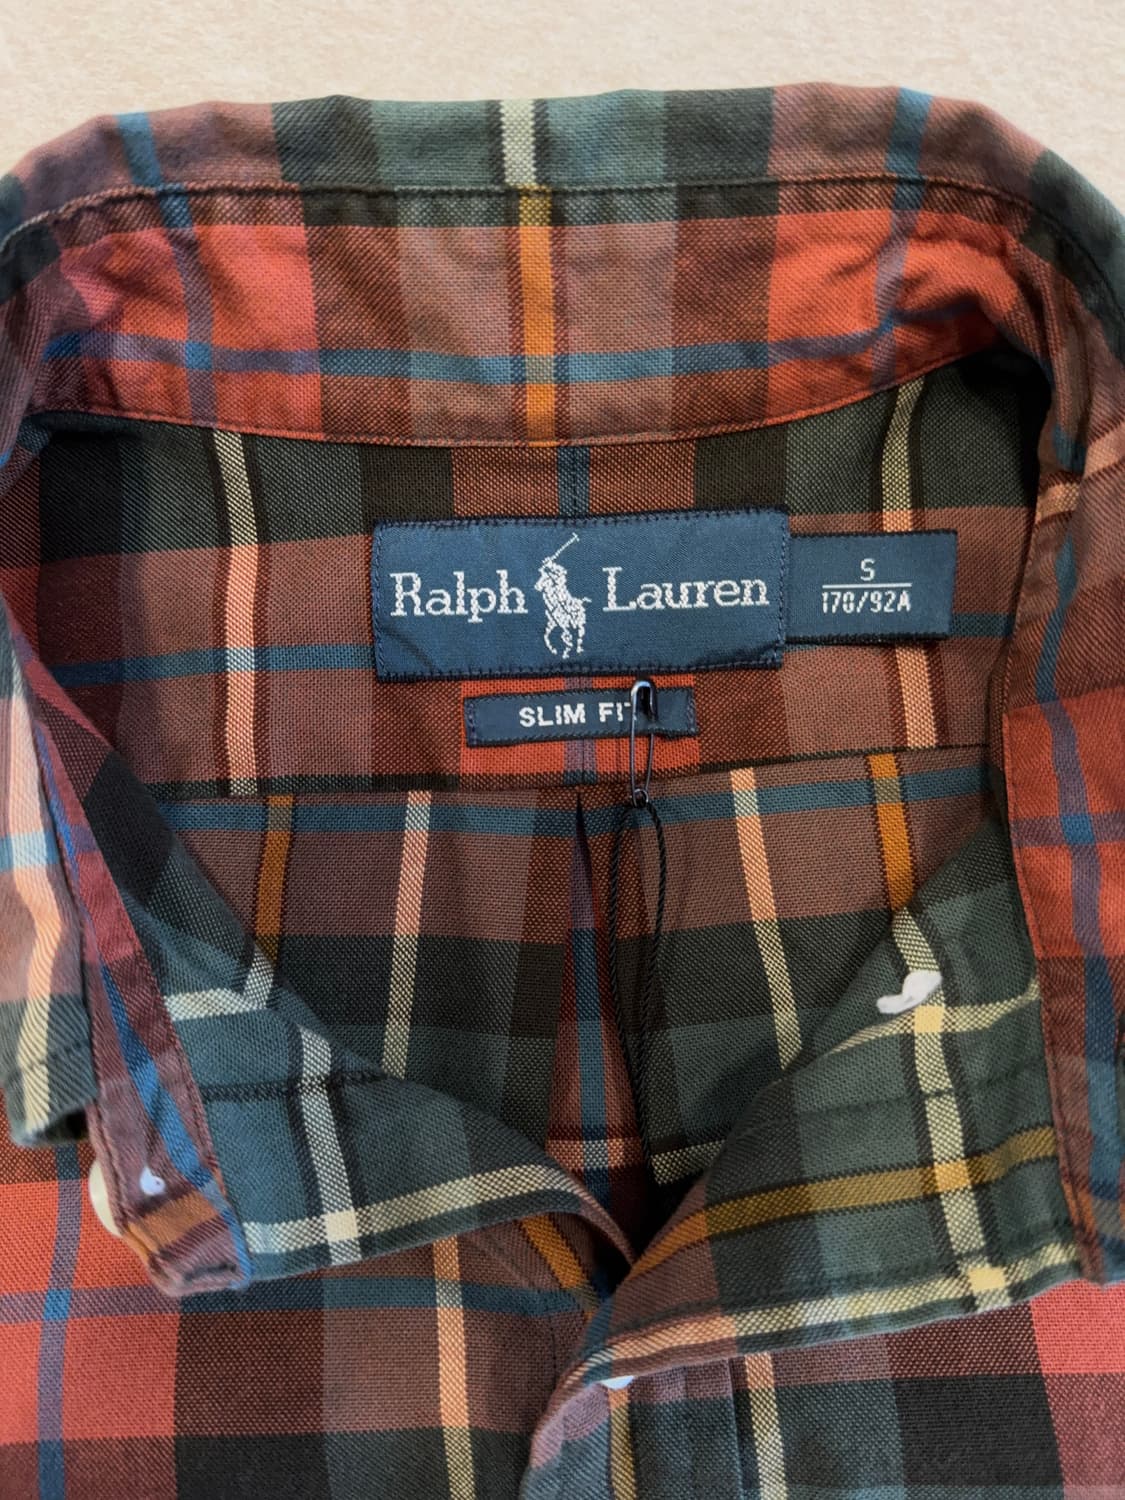 Ralph Lauren
S
170/92A
SLIM FIT